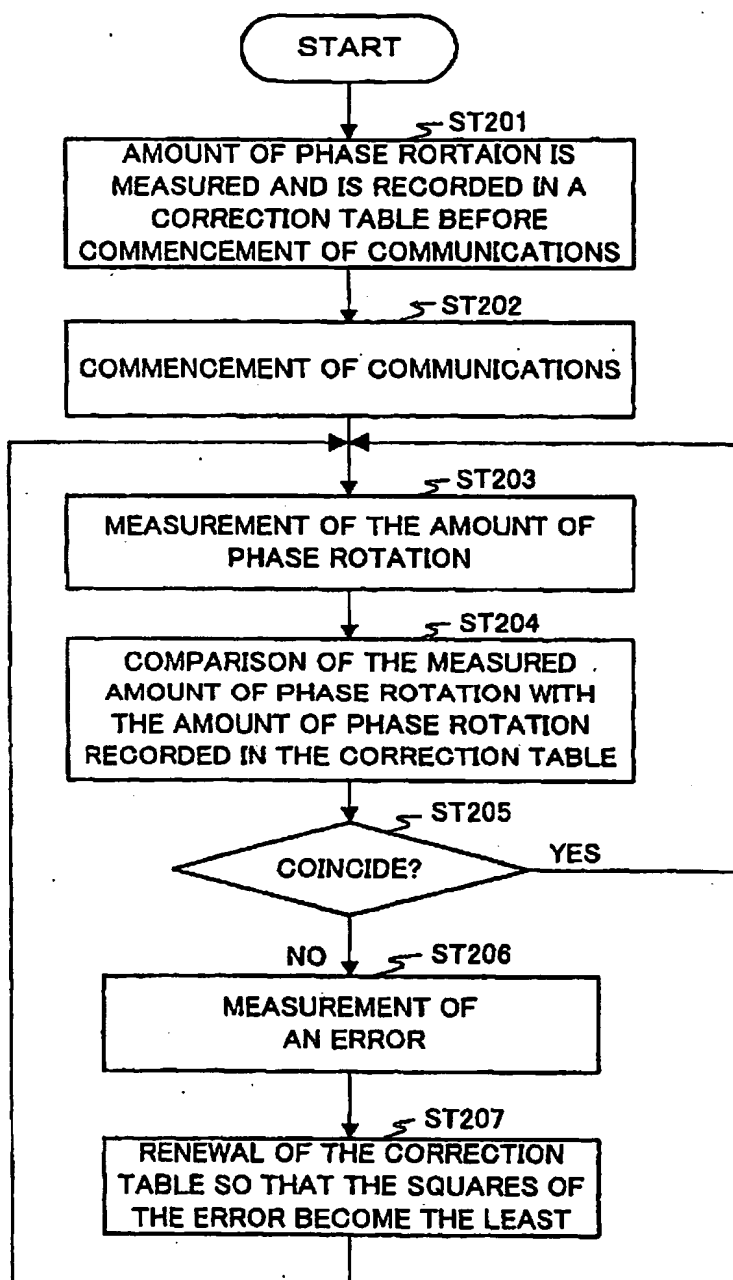 START
ST201
AMOUNT OF PHASE RORTAION IS
MEASURED AND IS RECORDED IN A
CORRECTION TABLE BEFORE
COMMENCEMENT OF COMMUNICATIONS
ST202
COMMENCEMENT OF COMMUNICATIONS
ST203
MEASUREMENT OF THE AMOUNT OF
PHASE ROTATION
ST204
COMPARISON OF THE MEASURED
AMOUNT OF PHASE ROTATION WITH
THE AMOUNT OF PHASE ROTATION
RECORDED IN THE CORRECTION TABLE
ST205
COINCIDE?
YES
NO
ST206
MEASUREMENT OF
AN ERROR
ST207
RENEWAL OF THE CORRECTION
TABLE SO THAT THE SQUARES OF
THE ERROR BECOME THE LEAST